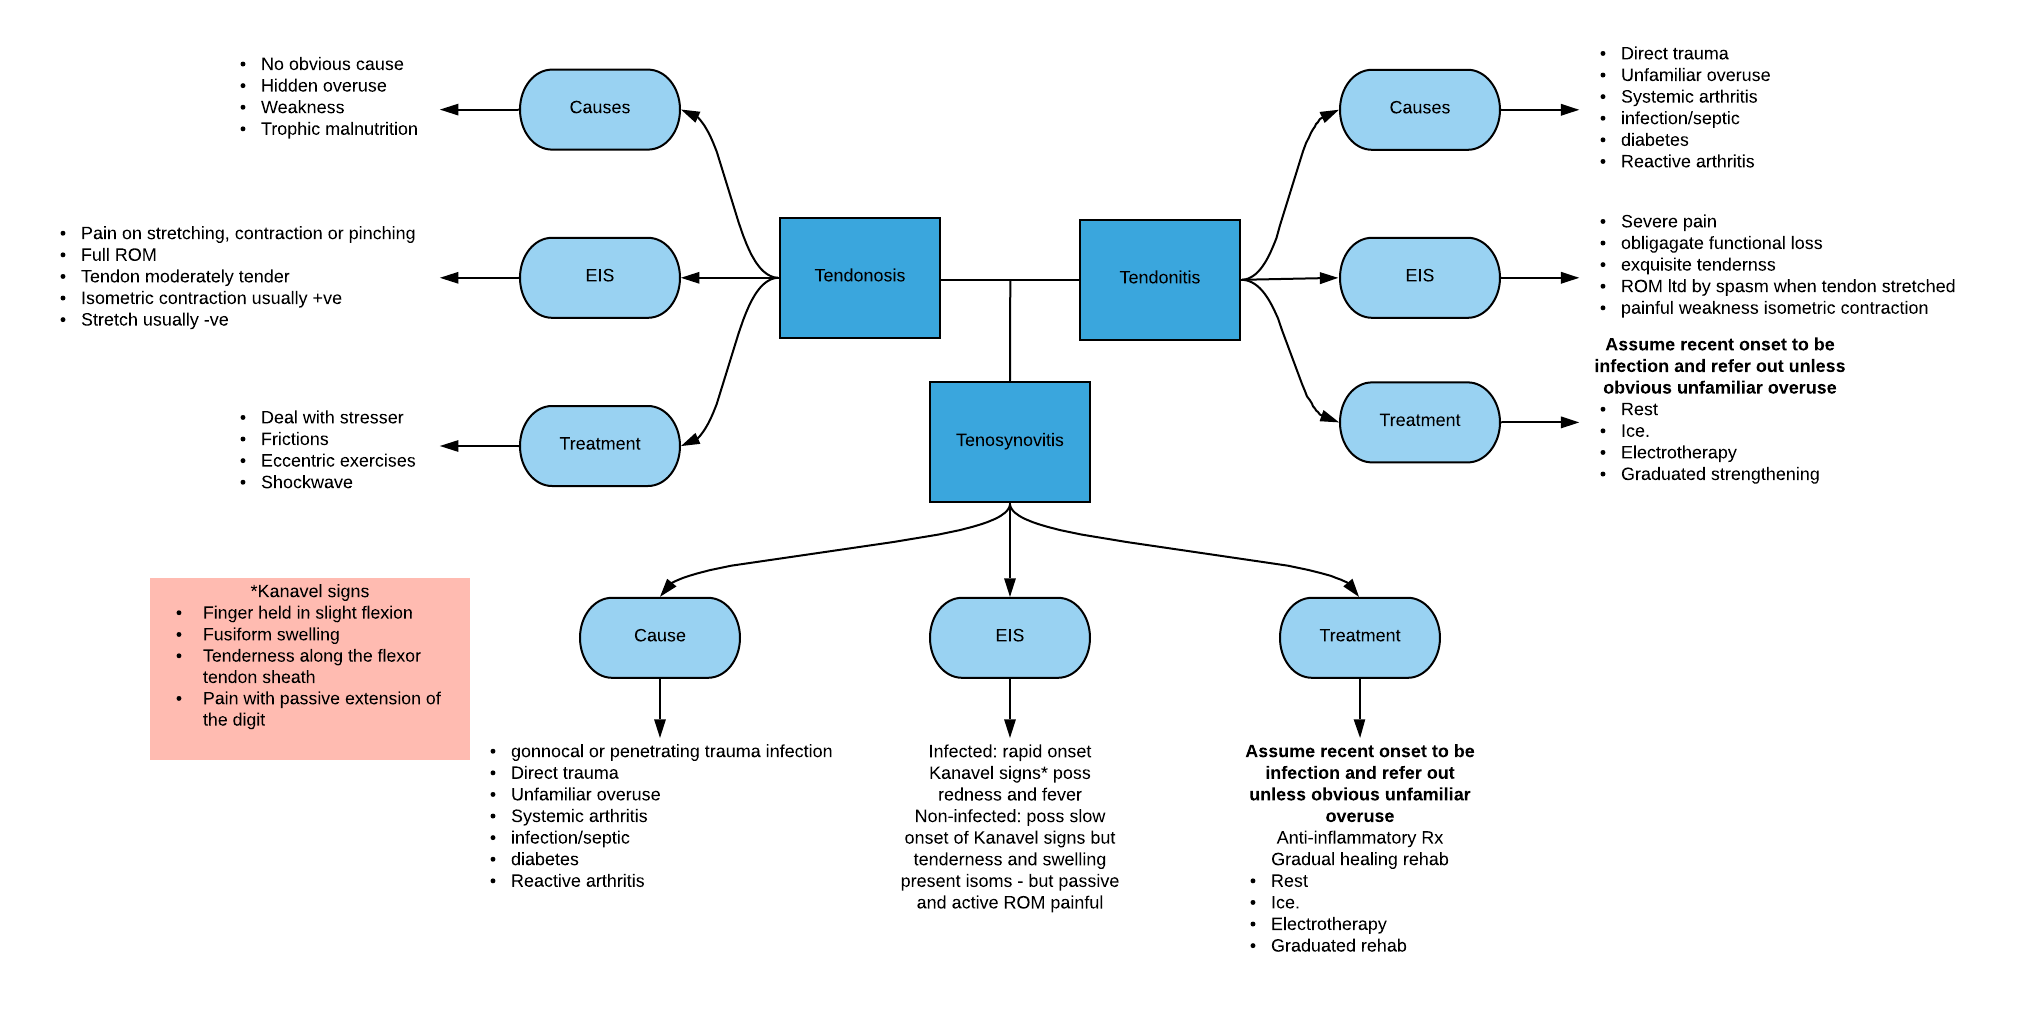 No obvious cause
Hidden overuse
Weakness
Trophic malnutrition
Causes
Pain on stretching, contraction or pinching
Full ROM
Tendon moderately tender
Isometric contraction usually +ve
Stretch usually -ve
EIS
Deal with stresser
Frictions
Eccentric exercises
Shockwave
Treatment
Tendonosis
Tendonitis
Causes
Direct trauma
Unfamiliar overuse
Systemic arthritis
infection/septic
diabetes
Reactive arthritis
EIS
Severe pain
obligagate functional loss
exquisite tendernss
ROM ltd by spasm when tendon stretched
painful weakness isometric contraction
Treatment
Assume recent onset to be
infection and refer out unless
obvious unfamiliar overuse
Rest
Ice.
Electrotherapy
Graduated strengthening
Tenosynovitis
*Kanavel signs
Finger held in slight flexion
Fusiform swelling
Tenderness along the flexor
tendon sheath
Pain with passive extension of
the digit
Cause
gonnocal or penetrating trauma infection
Direct trauma
Unfamiliar overuse
Systemic arthritis
infection/septic
diabetes
Reactive arthritis
EIS
Infected: rapid onset
Kanavel signs* poss
redness and fever
Non-infected: poss slow
onset of Kanavel signs but
tenderness and swelling
present isoms - but passive
and active ROM painful
Treatment
Assume recent onset to be
infection and refer out
unless obvious unfamiliar
overuse
Anti-inflammatory Rx
Gradual healing rehab
Rest
Ice.
Electrotherapy
Graduated rehab